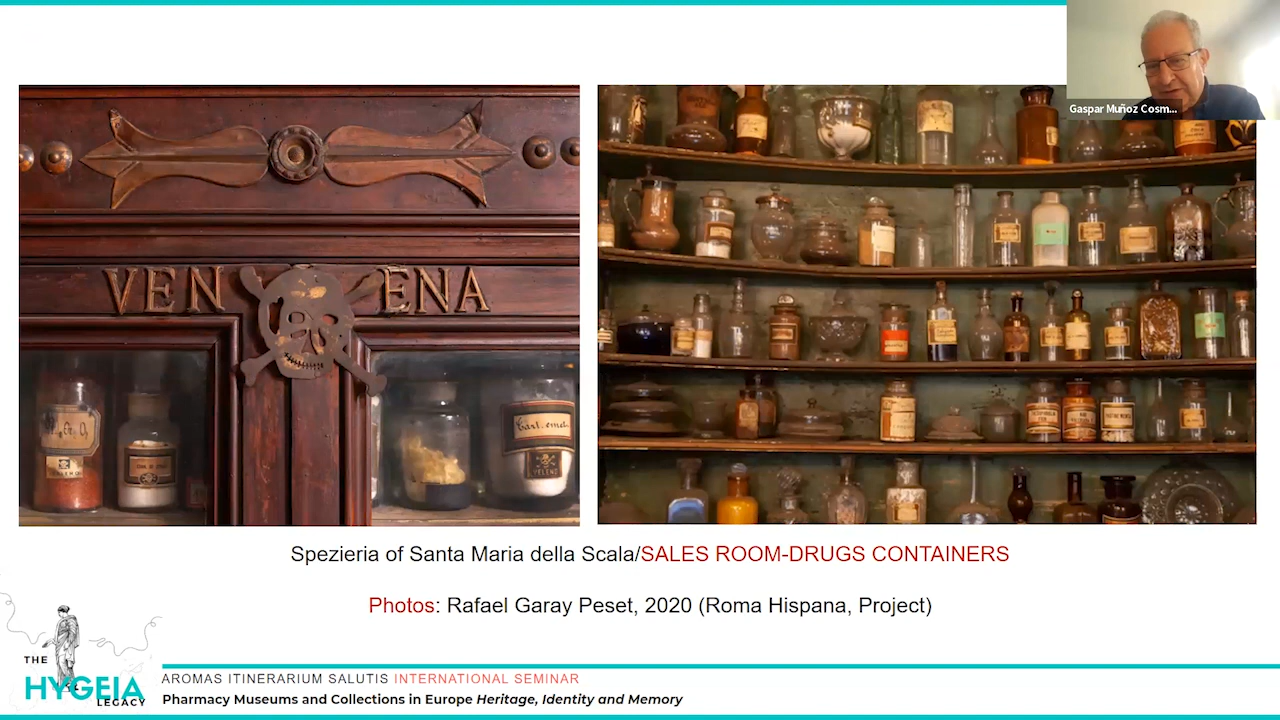 Gaspar Muñoz Cosm...
VEN ENA
Spezieria of Santa Maria della Scala/SALES ROOM-DRUGS CONTAINERS
Photos: Rafael Garay Peset, 2020 (Roma Hispana, Project)
THE
HYGEIA
LEGACY
AROMAS ITINERARIUM SALUTIS INTERNATIONAL SEMINAR
Pharmacy Museums and Collections in Europe Heritage, Identity and Memory